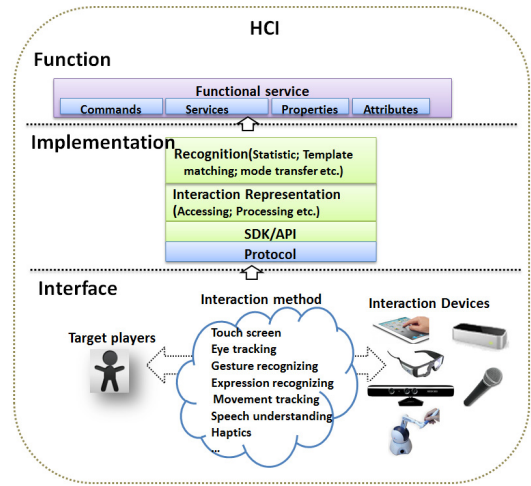 HCI
Function
Functional service
Commands
Services
Properties
Attributes
Implementation
Recognition(Statistic; Template
matching; mode transfer etc.)
Interaction Representation
(Accessing; Processing etc.)
SDK/API
Protocol
Interface
Interaction method
Interaction Devices
Target players
Touch screen
Eye tracking
Gesture recognizing
Expression recognizing
Movement tracking
Speech understanding
Haptics
...